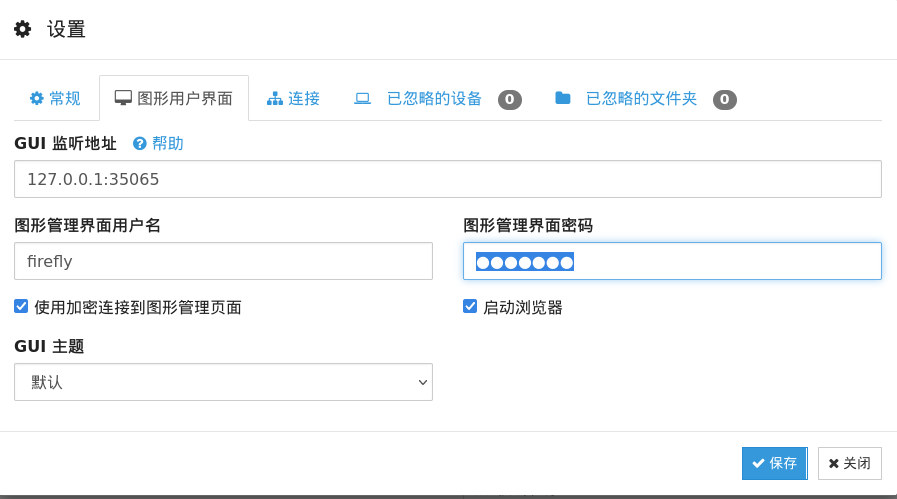 设置
常规 图形用户界面 连接 已忽略的设备 0 已忽略的文件夹 0
GUI 监听地址 帮助
127.0.0.1:35065
图形管理界面用户名 图形管理界面密码
firefly ●●●●●●●
使用加密连接到图形管理页面 启动浏览器
GUI 主题
默认
保存 关闭